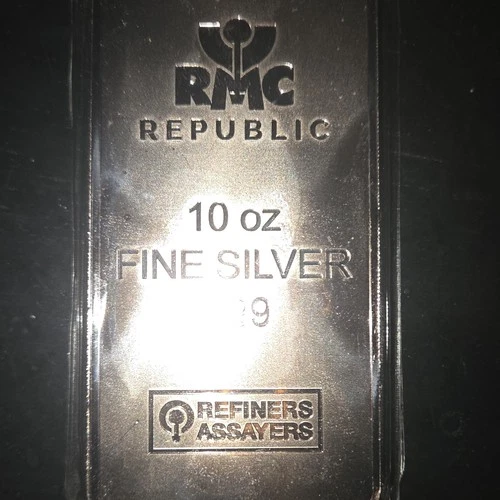 RMC
REPUBLIC
10 oz
FINE SILVER
REFINERS
ASSAYERS